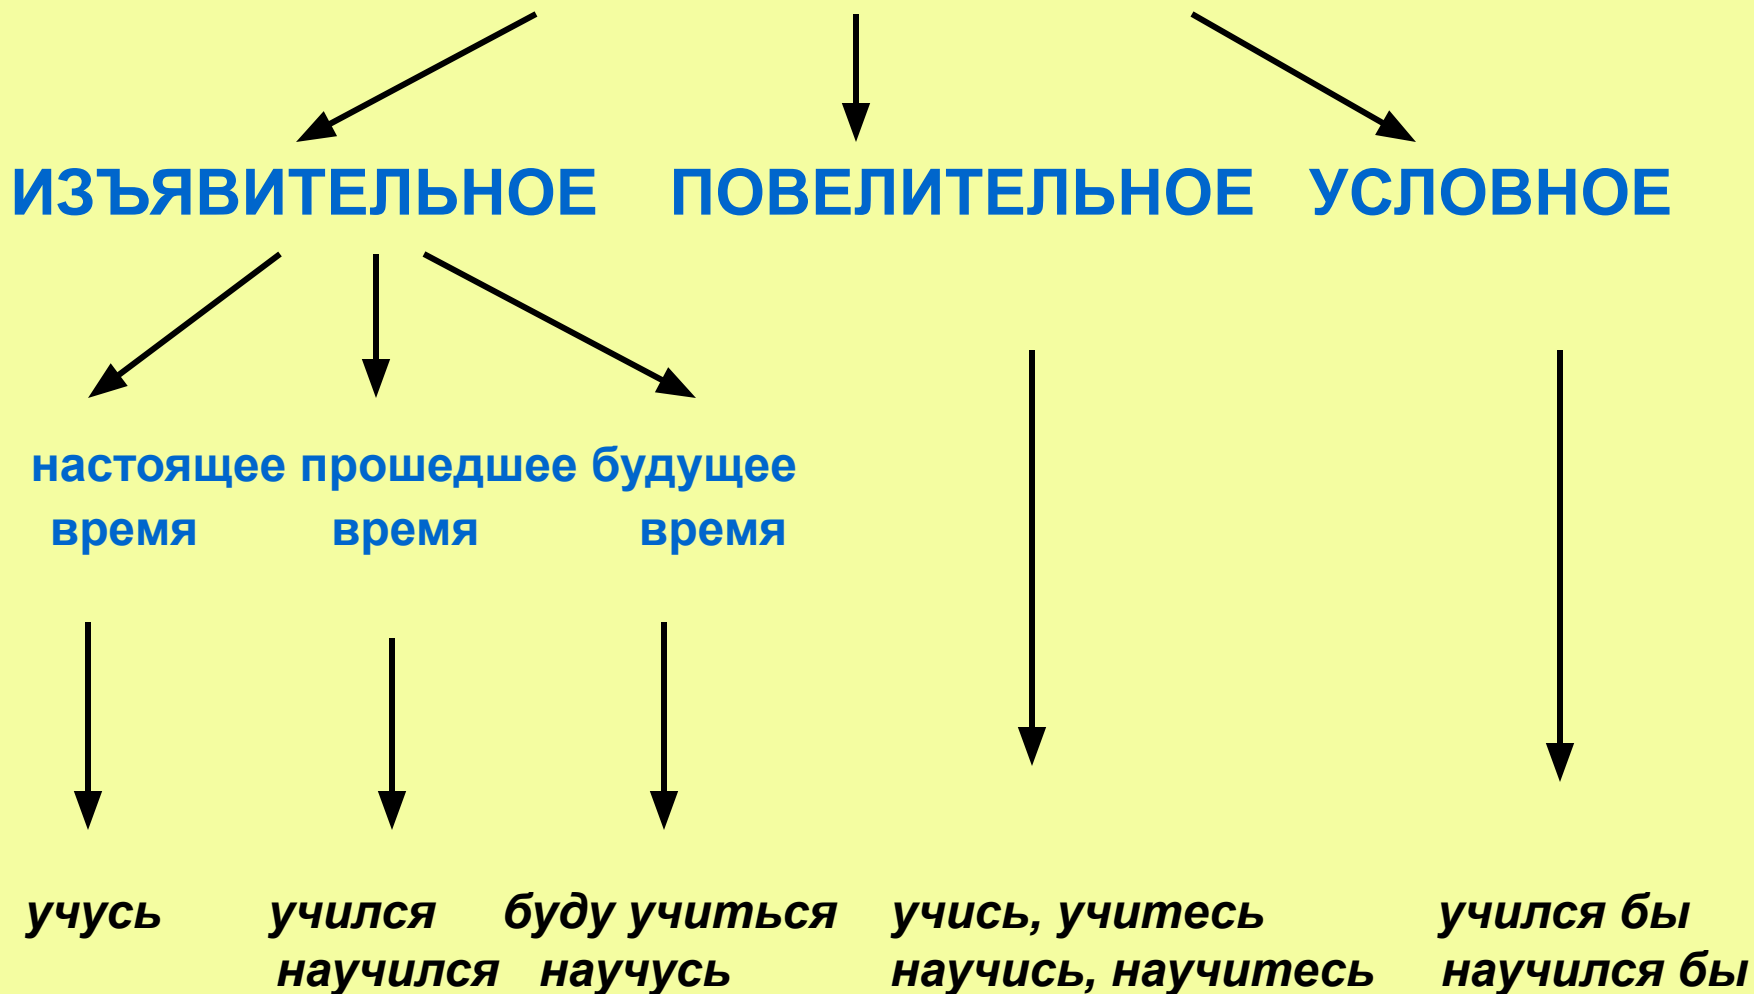 ИЗЪЯВИТЕЛЬНОЕ ПОВЕЛИТЕЛЬНОЕ УСЛОВНОЕ
настоящее прошедшее будущее
время время время
учусь учился буду учиться учись, учитесь учился бы
научился научусь научись, научитесь научился бы